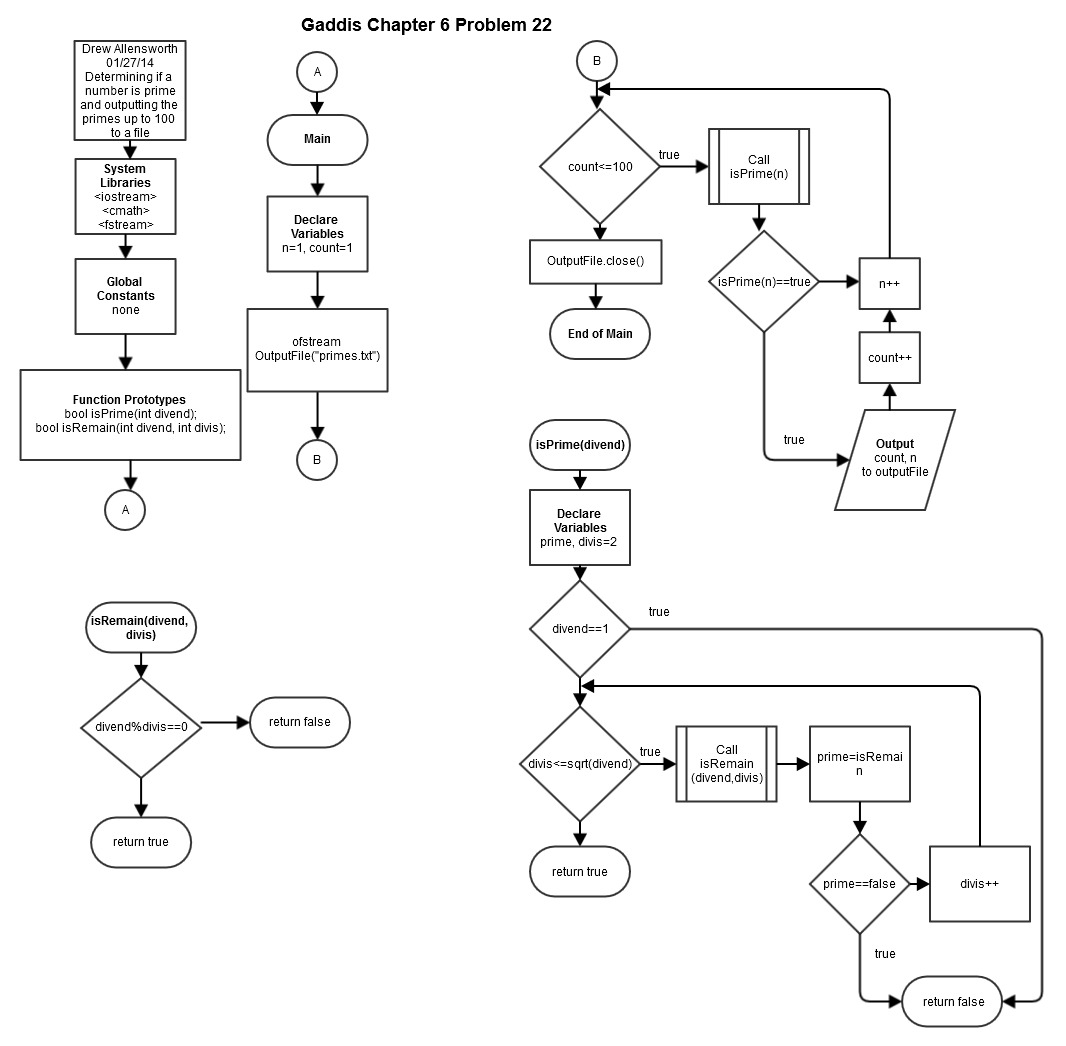 Gaddis Chapter 6 Problem 22
Drew Allensworth
01/27/14
Determining if a
number is prime
and outputting the
primes up to 100
to a file
System
Libraries
<iostream>
<cmath>
<fstream>
Global
Constants
none
Function Prototypes
bool isPrime(int divend);
bool isRemain(int divend, int divis);
A
A
Main
Declare
Variables
n=1, count=1
ofstream
OutputFile("primes.txt")
B
B
count<=100
true
Call
isPrime(n)
OutputFile.close()
End of Main
isPrime(n)==true
n++
count++
true
Output
count, n
to outputFile
isPrime(divend)
Declare
Variables
prime, divis=2
divend==1
true
divis<=sqrt(divend)
true
Call
isRemain
(divend,divis)
prime=isRemai
n
return true
prime==false
divis++
true
return false
isRemain(divend,
divis)
divend%divis==0
return false
return true